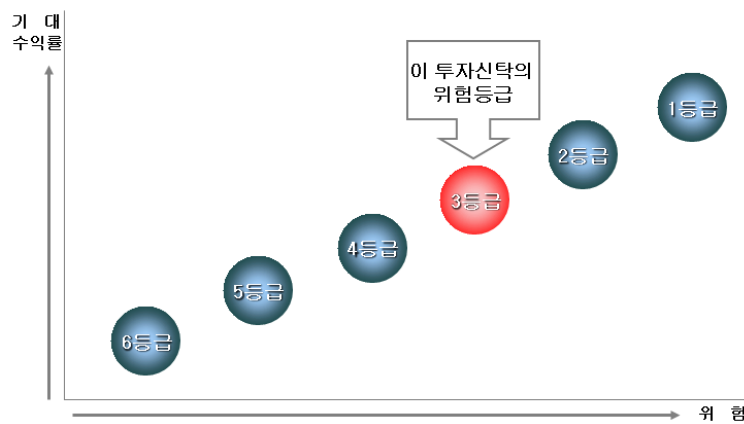 기 대
수익률
이 투자신탁의
위험등급
1등급
2등급
3등급
4등급
5등급
6등급
위 험